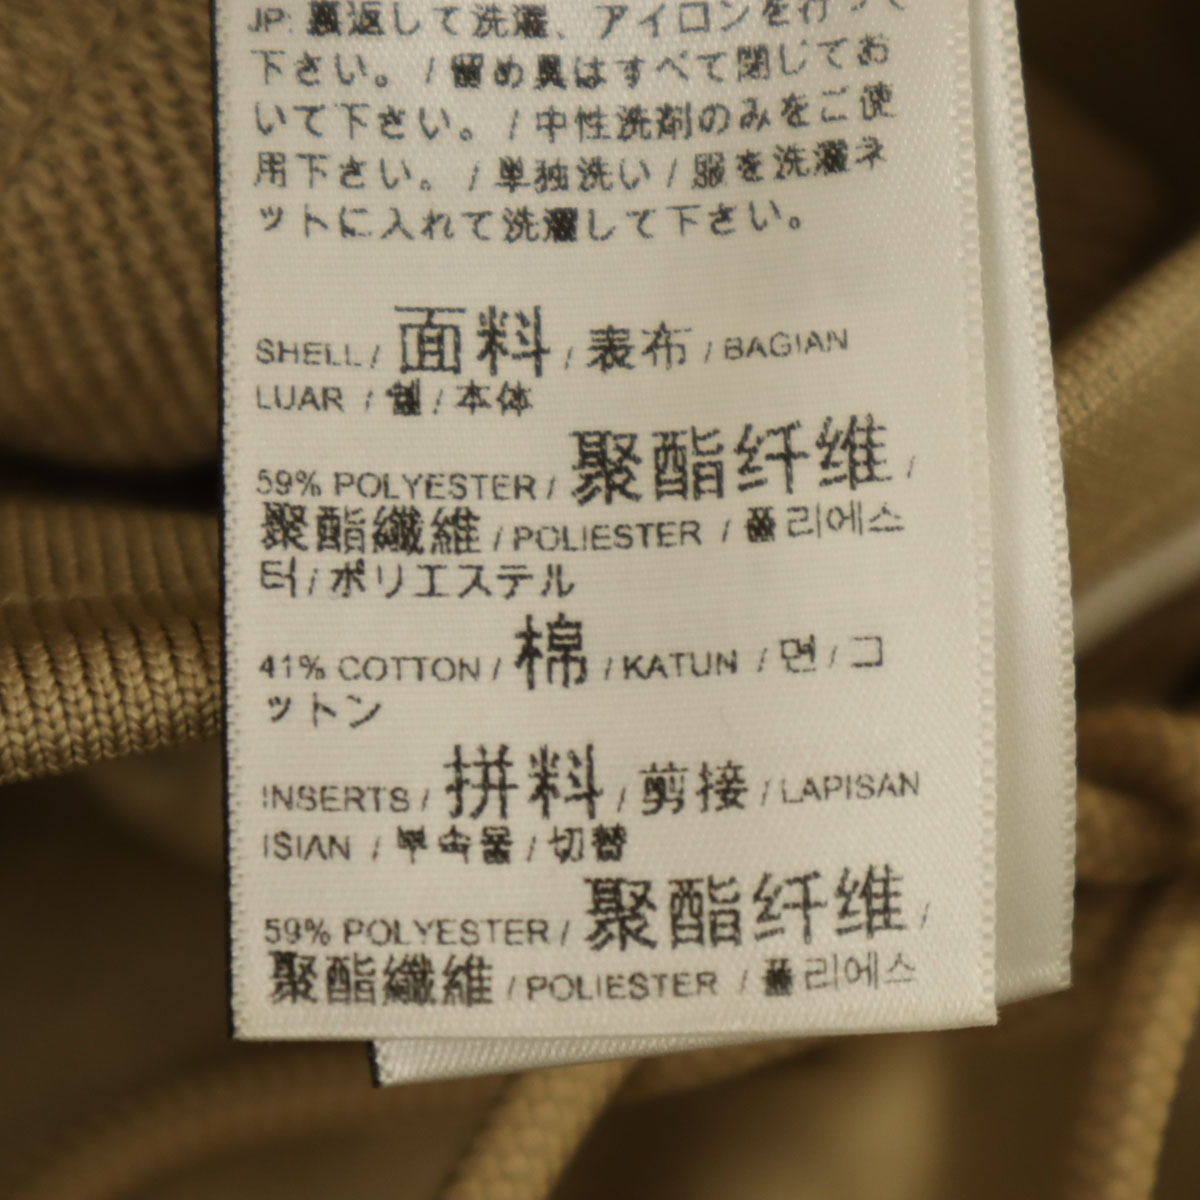 JP: 裏返して洗濯、アイロンを行って
下さい。 / 留め具はすべて閉じてお
いて下さい。 / 中性洗剤のみをご使
用下さい。 / 単独洗い / 服を洗濯ネ
ットに入れて洗濯して下さい。
SHELL / 面料 / 表布 / BAGIAN
LUAR / 쉘 / 本体
59% POLYESTER / 聚酯纤维 /
聚酯纖維 / POLIESTER / 폴리에스
터 / ポリエステル
41% COTTON / 棉 / KATUN / 면 / コ
ットン
INSERTS / 拼料 / 剪接 / LAPISAN
ISIAN / 부속물 / 切替
59% POLYESTER / 聚酯纤维 /
聚酯纖維 / POLIESTER / 폴리에스